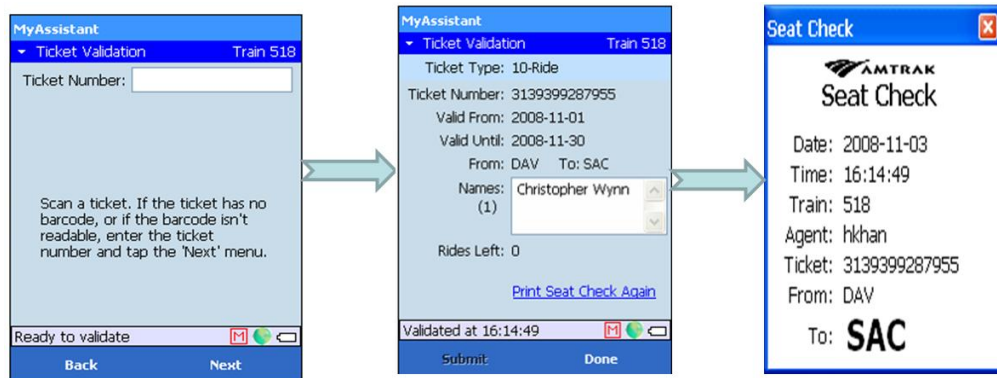 MyAssistant
Ticket Validation Train 518
Ticket Number:
Scan a ticket. If the ticket has no
barcode, or if the barcode isn't
readable, enter the ticket
number and tap the 'Next' menu.
Ready to validate M
Back Next
MyAssistant
Ticket Validation Train 518
Ticket Type: 10-Ride
Ticket Number: 3139399287955
Valid From: 2008-11-01
Valid Until: 2008-11-30
From: DAV To: SAC
Names: Christopher Wynn
(1)
Rides Left: 0
Print Seat Check Again
Validated at 16:14:49 M
Submit Done
Seat Check
AMTRAK
Seat Check
Date: 2008-11-03
Time: 16:14:49
Train: 518
Agent: hkhan
Ticket: 3139399287955
From: DAV
To: SAC